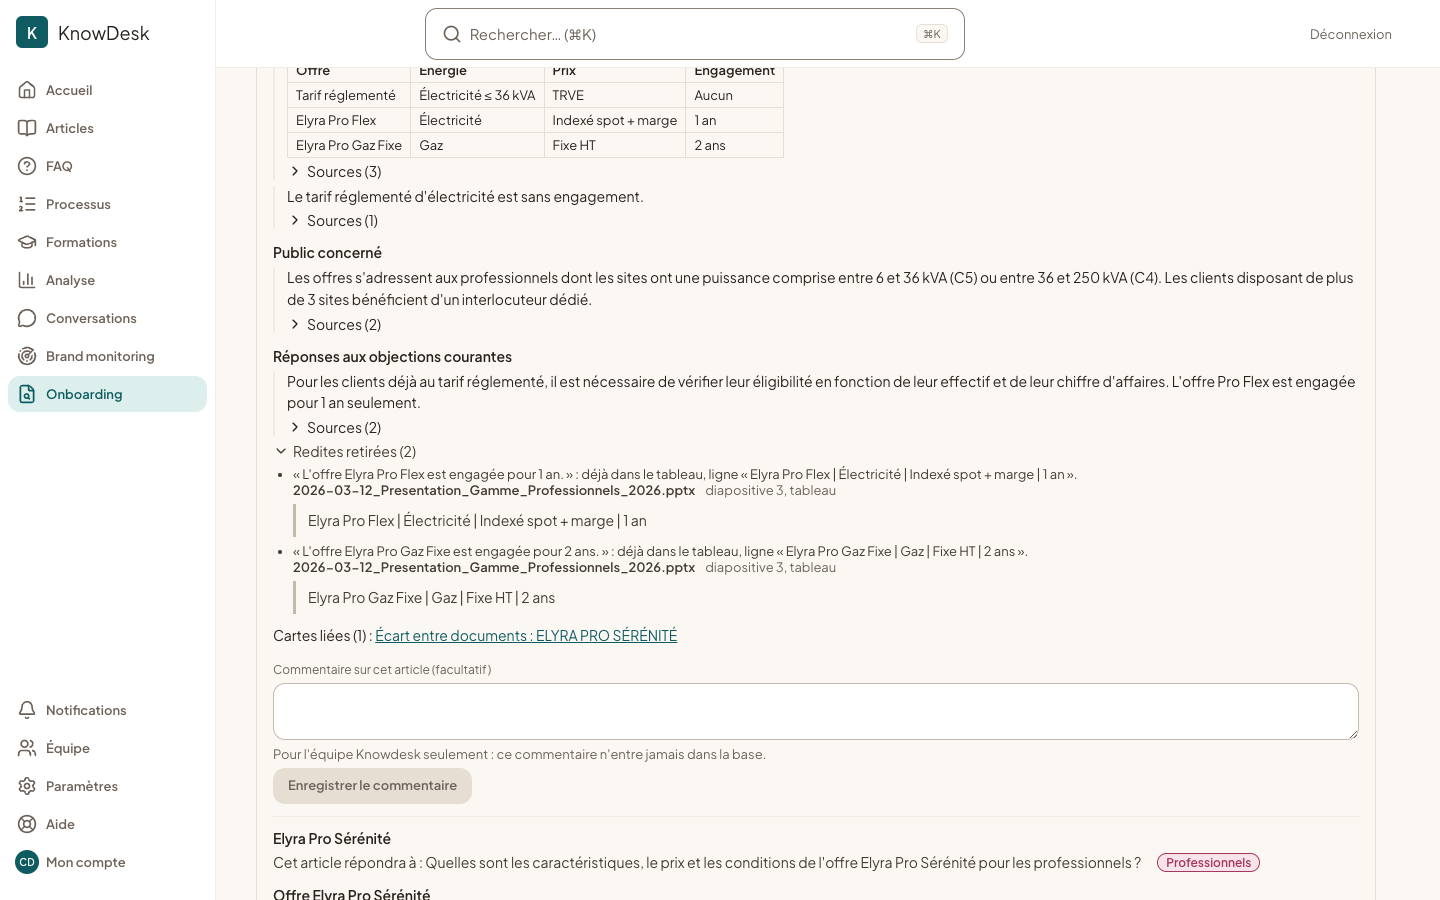 K KnowDesk
Rechercher... (⌘K)
⌘K
Déconnexion
Accueil
Articles
FAQ
Processus
Formations
Analyse
Conversations
Brand monitoring
Onboarding
Notifications
Équipe
Paramètres
Aide
CD Mon compte
Offre Énergie Prix Engagement
Tarif réglementé Électricité ≤ 36 kVA TRVE Aucun
Elyra Pro Flex Électricité Indexé spot + marge 1 an
Elyra Pro Gaz Fixe Gaz Fixe HT 2 ans
Sources (3)
Le tarif réglementé d'électricité est sans engagement.
Sources (1)
Public concerné
Les offres s'adressent aux professionnels dont les sites ont une puissance comprise entre 6 et 36 kVA (C5) ou entre 36 et 250 kVA (C4). Les clients disposant de plus
de 3 sites bénéficient d'un interlocuteur dédié.
Sources (2)
Réponses aux objections courantes
Pour les clients déjà au tarif réglementé, il est nécessaire de vérifier leur éligibilité en fonction de leur effectif et de leur chiffre d'affaires. L'offre Pro Flex est engagée
pour 1 an seulement.
Sources (2)
Redites retirées (2)
• « L'offre Elyra Pro Flex est engagée pour 1 an. » : déjà dans le tableau, ligne « Elyra Pro Flex | Électricité | Indexé spot + marge | 1 an ».
2026-03-12_Presentation_Gamme_Professionnels_2026.pptx diapositive 3, tableau
Elyra Pro Flex | Électricité | Indexé spot + marge | 1 an
• « L'offre Elyra Pro Gaz Fixe est engagée pour 2 ans. » : déjà dans le tableau, ligne « Elyra Pro Gaz Fixe | Gaz | Fixe HT | 2 ans ».
2026-03-12_Presentation_Gamme_Professionnels_2026.pptx diapositive 3, tableau
Elyra Pro Gaz Fixe | Gaz | Fixe HT | 2 ans
Cartes liées (1) : Écart entre documents : ELYRA PRO SÉRÉNITÉ
Commentaire sur cet article (facultatif)
Pour l'équipe Knowdesk seulement : ce commentaire n'entre jamais dans la base.
Enregistrer le commentaire
Elyra Pro Sérénité
Cet article répondra à : Quelles sont les caractéristiques, le prix et les conditions de l'offre Elyra Pro Sérénité pour les professionnels ? Professionnels
Offre Elyra Pro Sérénité